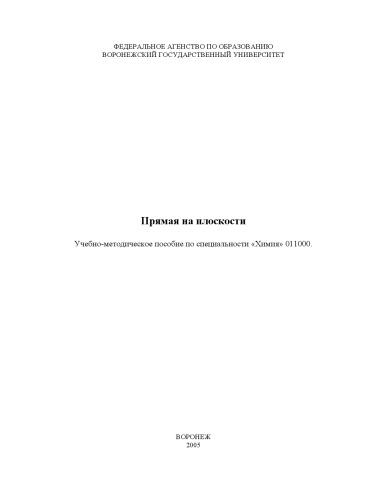 ФЕДЕРАЛЬНОЕ АГЕНСТВО ПО ОБРАЗОВАНИЮ
ВОРОНЕЖСКИЙ ГОСУДАРСТВЕННЫЙ УНИВЕРСИТЕТ
Прямая на плоскости
Учебно-методическое пособие по специальности «Химия» 011000.
ВОРОНЕЖ
2005